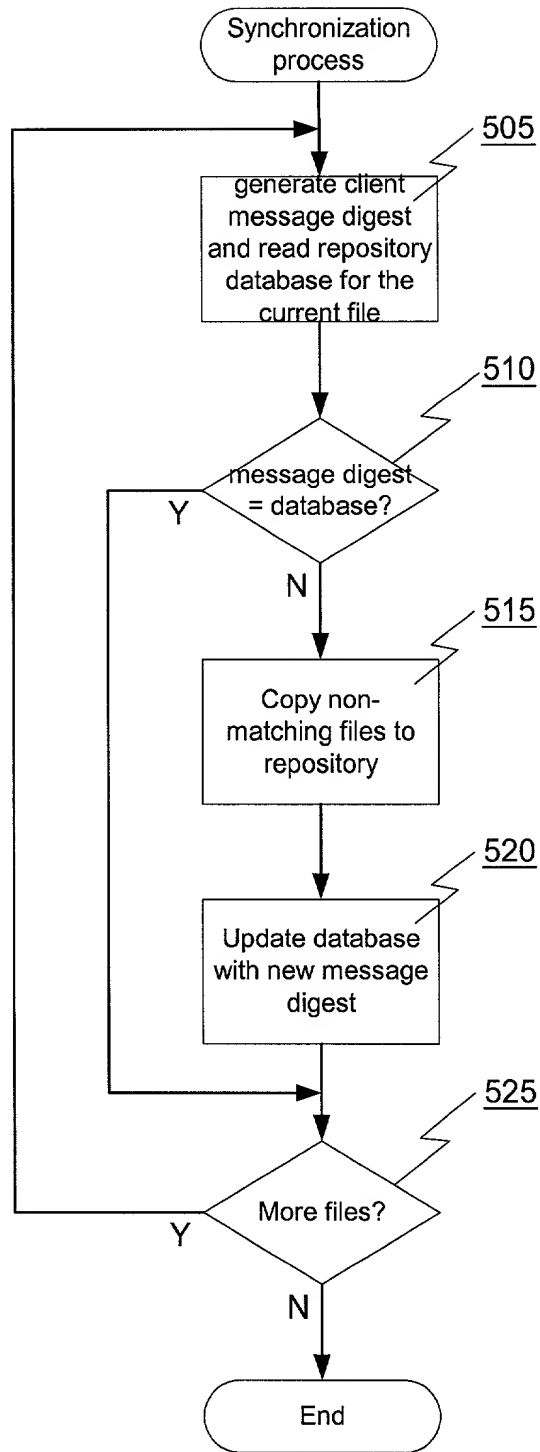 Synchronization
process
505
generate client
message digest
and read repository
database for the
current file
510
message digest
= database?
Y
N
515
Copy non-
matching files to
repository
520
Update database
with new message
digest
525
More files?
Y
N
End